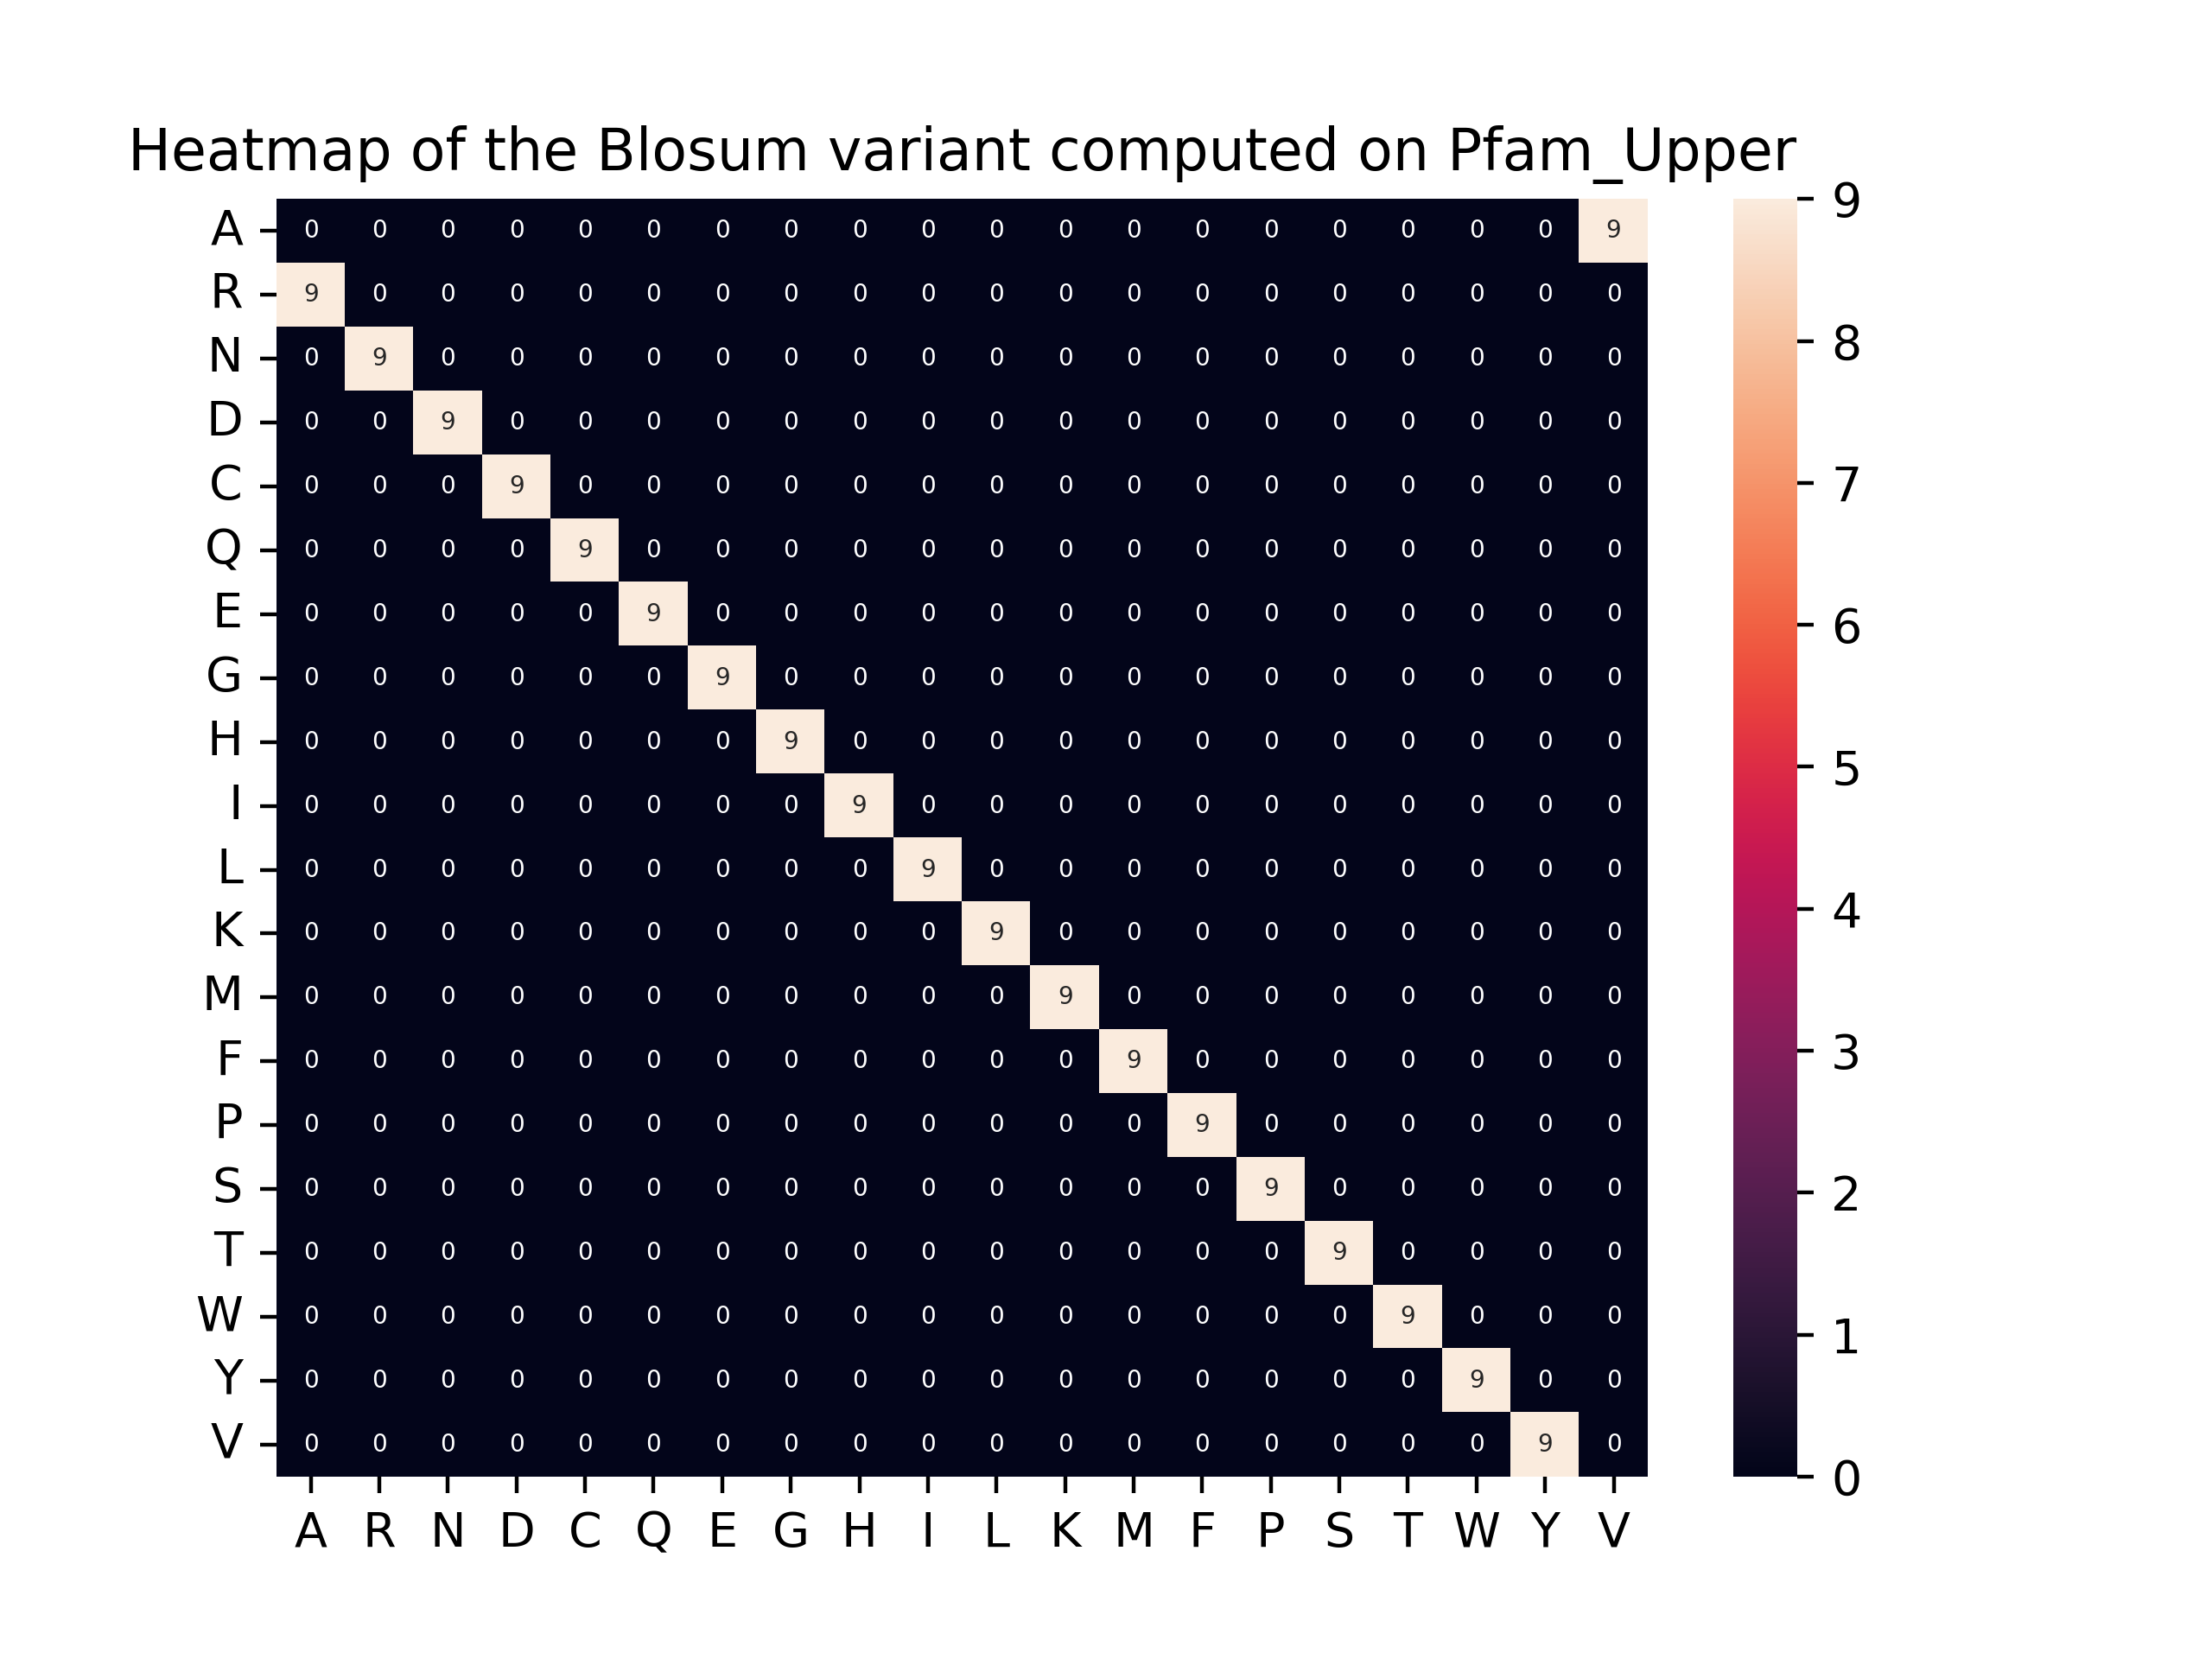 Heatmap of the Blosum variant computed on Pfam_Upper
A 0 0 0 0 0 0 0 0 0 0 0 0 0 0 0 0 0 0 0 9
R 9 0 0 0 0 0 0 0 0 0 0 0 0 0 0 0 0 0 0 0
N 0 9 0 0 0 0 0 0 0 0 0 0 0 0 0 0 0 0 0 0
D 0 0 9 0 0 0 0 0 0 0 0 0 0 0 0 0 0 0 0 0
C 0 0 0 9 0 0 0 0 0 0 0 0 0 0 0 0 0 0 0 0
Q 0 0 0 0 9 0 0 0 0 0 0 0 0 0 0 0 0 0 0 0
E 0 0 0 0 0 9 0 0 0 0 0 0 0 0 0 0 0 0 0 0
G 0 0 0 0 0 0 9 0 0 0 0 0 0 0 0 0 0 0 0 0
H 0 0 0 0 0 0 0 9 0 0 0 0 0 0 0 0 0 0 0 0
I 0 0 0 0 0 0 0 0 9 0 0 0 0 0 0 0 0 0 0 0
L 0 0 0 0 0 0 0 0 0 9 0 0 0 0 0 0 0 0 0 0
K 0 0 0 0 0 0 0 0 0 0 9 0 0 0 0 0 0 0 0 0
M 0 0 0 0 0 0 0 0 0 0 0 9 0 0 0 0 0 0 0 0
F 0 0 0 0 0 0 0 0 0 0 0 0 9 0 0 0 0 0 0 0
P 0 0 0 0 0 0 0 0 0 0 0 0 0 9 0 0 0 0 0 0
S 0 0 0 0 0 0 0 0 0 0 0 0 0 0 9 0 0 0 0 0
T 0 0 0 0 0 0 0 0 0 0 0 0 0 0 0 9 0 0 0 0
W 0 0 0 0 0 0 0 0 0 0 0 0 0 0 0 0 9 0 0 0
Y 0 0 0 0 0 0 0 0 0 0 0 0 0 0 0 0 0 9 0 0
V 0 0 0 0 0 0 0 0 0 0 0 0 0 0 0 0 0 0 9 0
A R N D C Q E G H I L K M F P S T W Y V
9
8
7
6
5
4
3
2
1
0